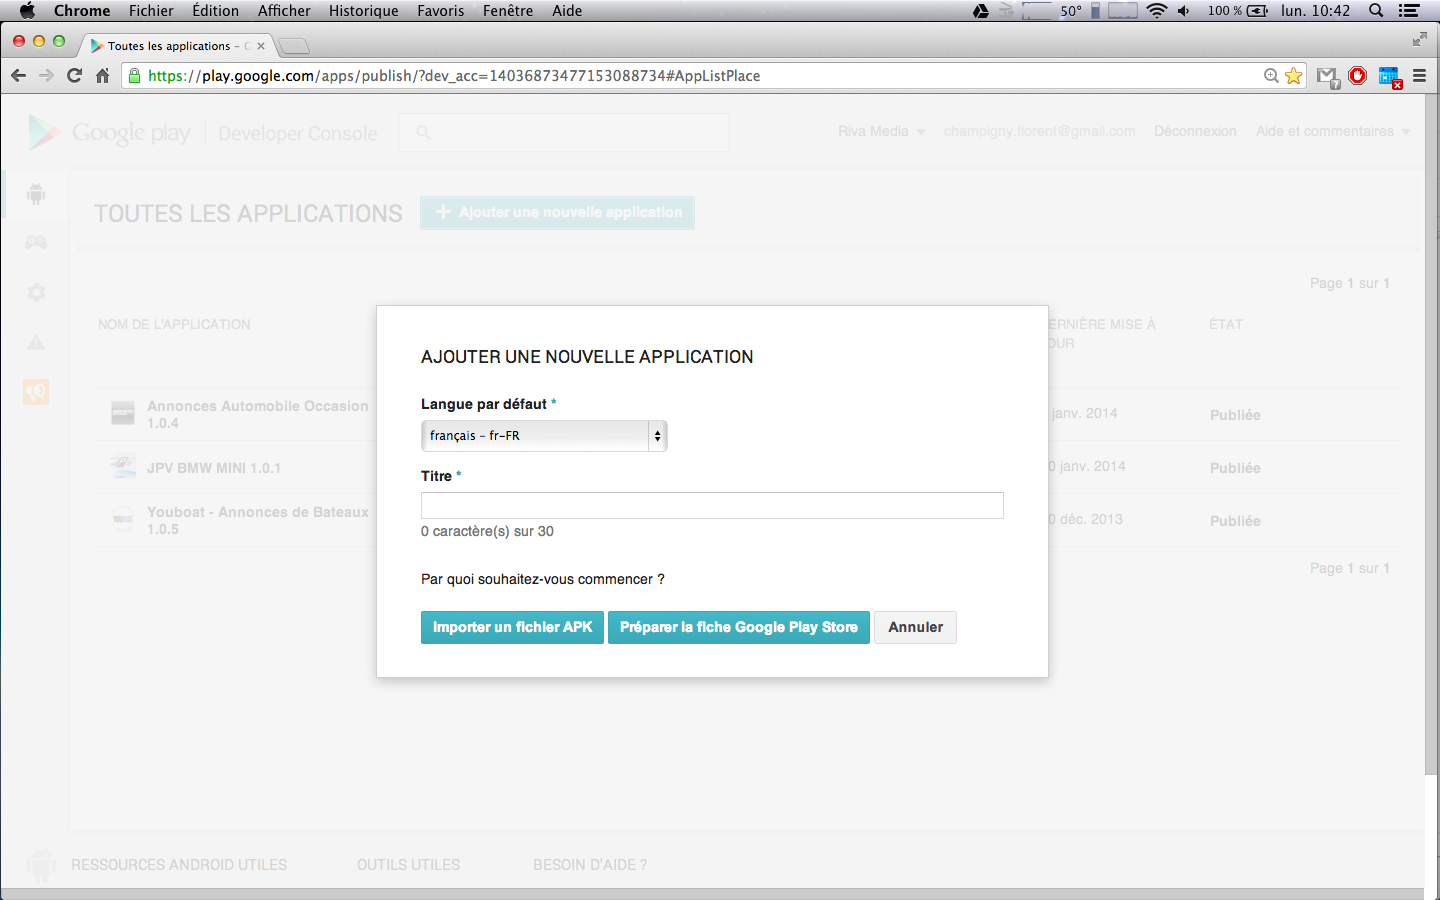 Chrome Fichier Édition Afficher Historique Favoris Fenêtre Aide 50° 100 % lun. 10:42
Toutes les applications – C
https://play.google.com/apps/publish/?dev_acc=14036873477153088734#AppListPlace
Google play Developer Console Riva Media champigny.florent@gmail.com Déconnexion Aide et commentaires
TOUTES LES APPLICATIONS + Ajouter une nouvelle application
Page 1 sur 1
NOM DE L'APPLICATION ERNIÈRE MISE À ÉTAT
OUR
AJOUTER UNE NOUVELLE APPLICATION
Langue par défaut *
français – fr-FR
Titre *
0 caractère(s) sur 30
Par quoi souhaitez-vous commencer ?
Importer un fichier APK Préparer la fiche Google Play Store Annuler
Annonces Automobile Occasion janv. 2014 Publiée
1.0.4
JPV BMW MINI 1.0.1 0 janv. 2014 Publiée
Youboat - Annonces de Bateaux 0 déc. 2013 Publiée
1.0.5
Page 1 sur 1
RESSOURCES ANDROID UTILES OUTILS UTILES BESOIN D'AIDE ?